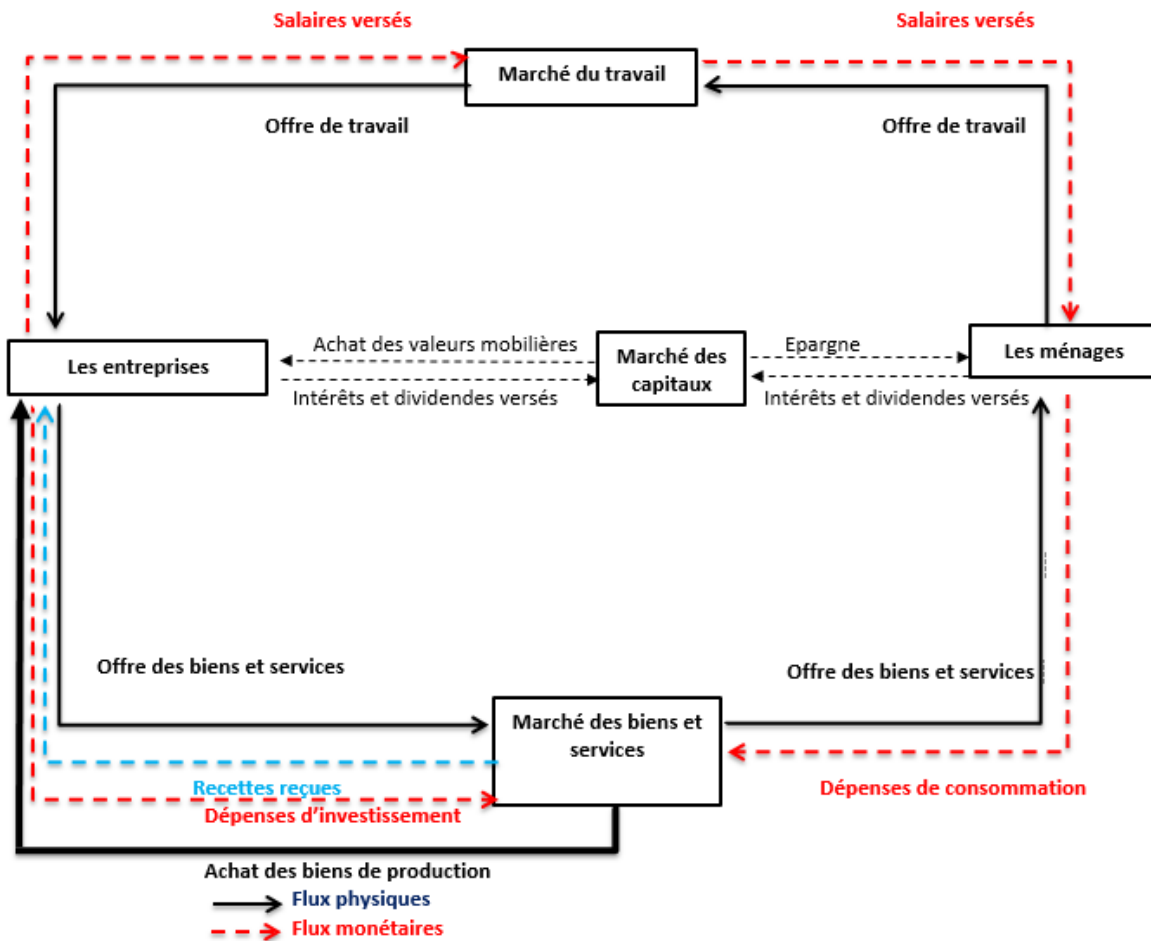 Salaires versés
Salaires versés
Marché du travail
Offre de travail
Offre de travail
Les entreprises
Achat des valeurs mobilières
Intérêts et dividendes versés
Marché des
capitaux
Epargne
Intérêts et dividendes versés
Les ménages
Offre des biens et services
Offre des biens et services
Marché des biens et
services
Recettes reçues
Dépenses d’investissement
Dépenses de consommation
Achat des biens de production
Flux physiques
Flux monétaires